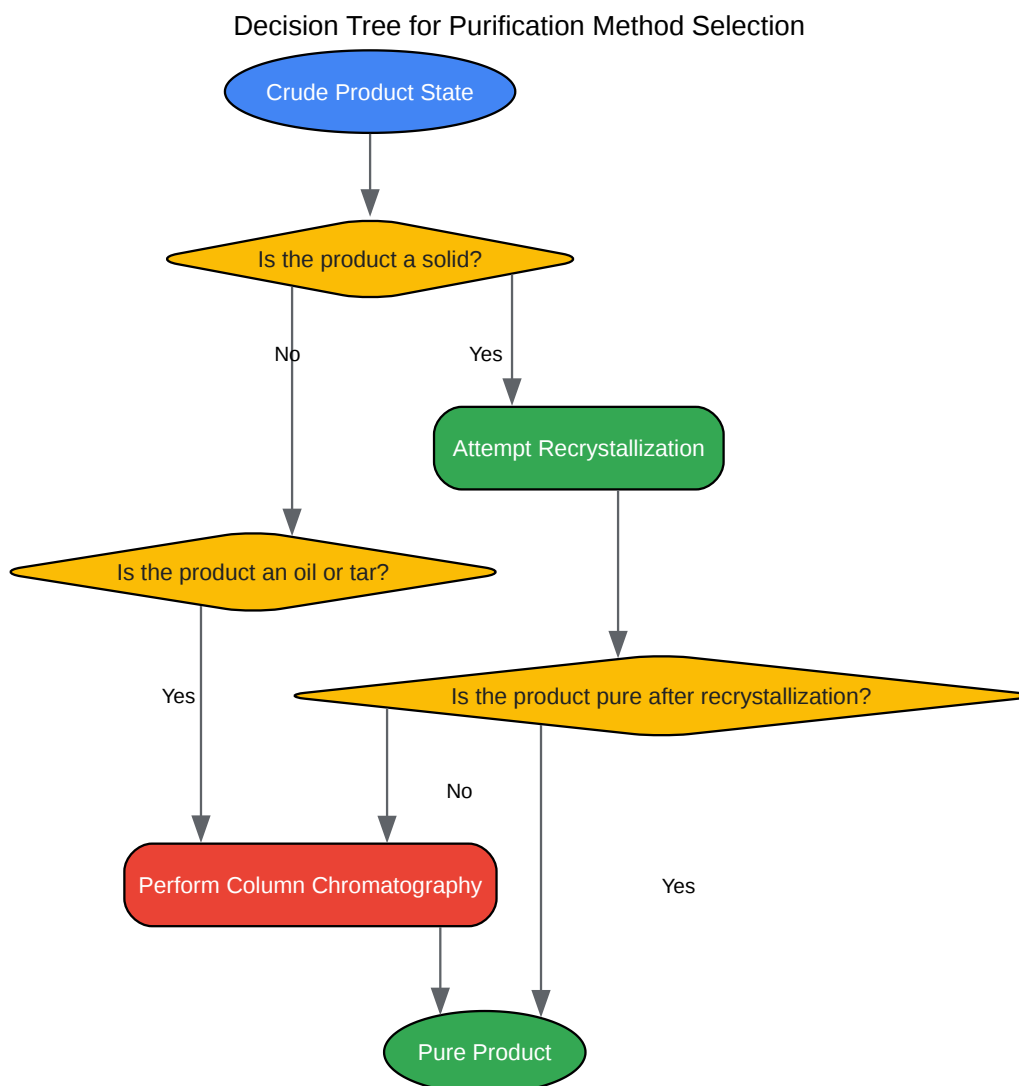 Decision Tree for Purification Method Selection
Crude Product State
Is the product a solid?
No
Yes
Attempt Recrystallization
Is the product an oil or tar?
Yes
Is the product pure after recrystallization?
No
Perform Column Chromatography
Yes
Pure Product